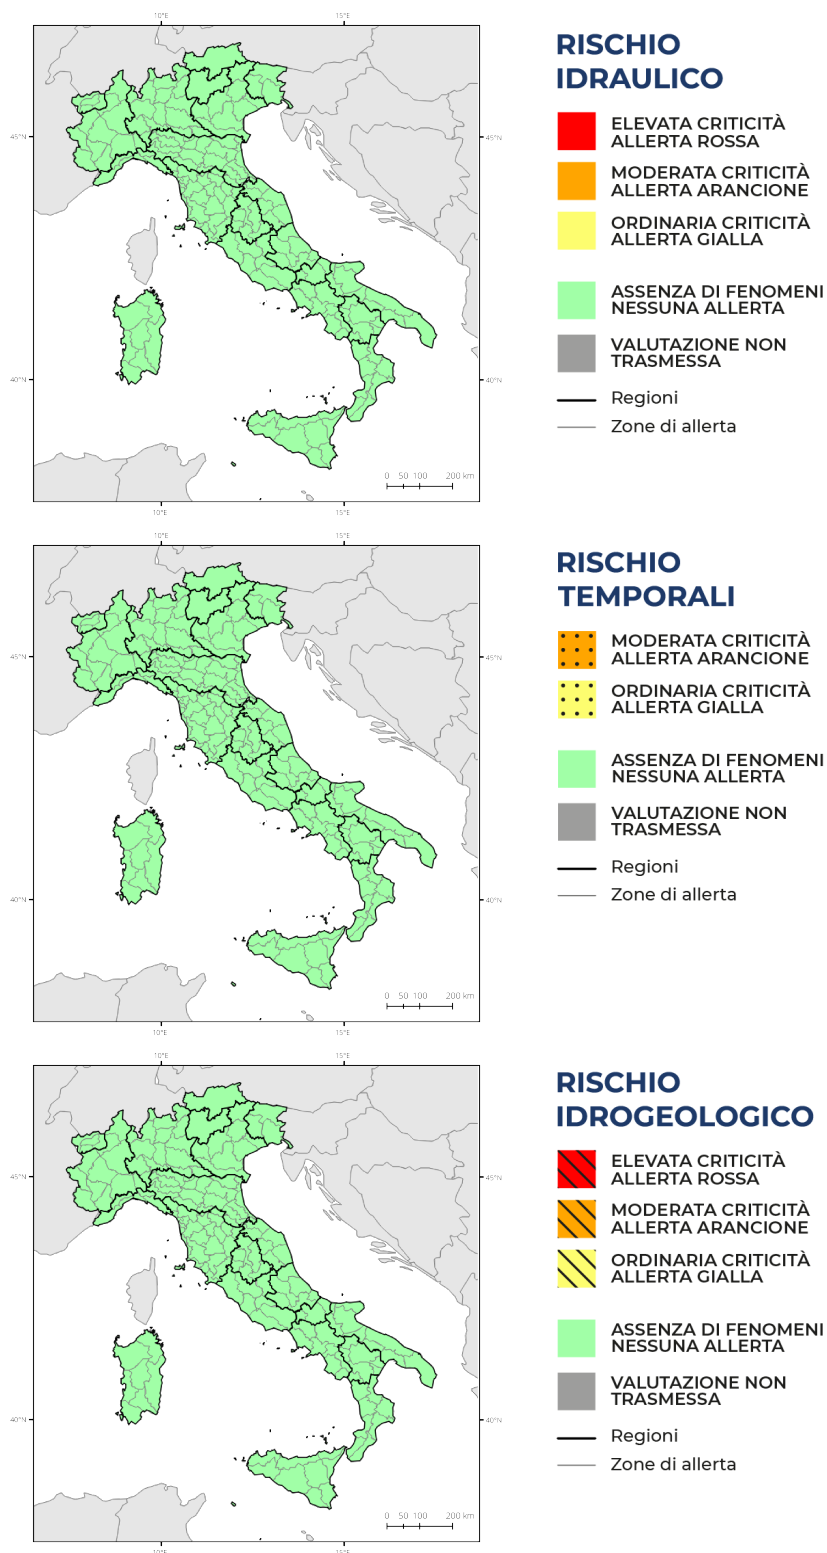 10°E 15°E
RISCHIO
IDRAULICO
ELEVATA CRITICITÀ
ALLERTA ROSSA
45°N 45°N
MODERATA CRITICITÀ
ALLERTA ARANCIONE
ORDINARIA CRITICITÀ
ALLERTA GIALLA
ASSENZA DI FENOMENI
NESSUNA ALLERTA
VALUTAZIONE NON
TRASMESSA
40°N 40°N
Regioni
Zone di allerta
0 50 100 200 km
10°E 15°E
10°E 15°E
RISCHIO
TEMPORALI
MODERATA CRITICITÀ
ALLERTA ARANCIONE
45°N 45°N
ORDINARIA CRITICITÀ
ALLERTA GIALLA
ASSENZA DI FENOMENI
NESSUNA ALLERTA
VALUTAZIONE NON
TRASMESSA
Regioni
Zone di allerta
40°N 40°N
0 50 100 200 km
10°E 15°E
10°E 15°E
RISCHIO
IDROGEOLOGICO
ELEVATA CRITICITÀ
ALLERTA ROSSA
45°N 45°N
MODERATA CRITICITÀ
ALLERTA ARANCIONE
ORDINARIA CRITICITÀ
ALLERTA GIALLA
ASSENZA DI FENOMENI
NESSUNA ALLERTA
VALUTAZIONE NON
TRASMESSA
40°N 40°N
Regioni
Zone di allerta
0 50 100 200 km
10°E 15°E